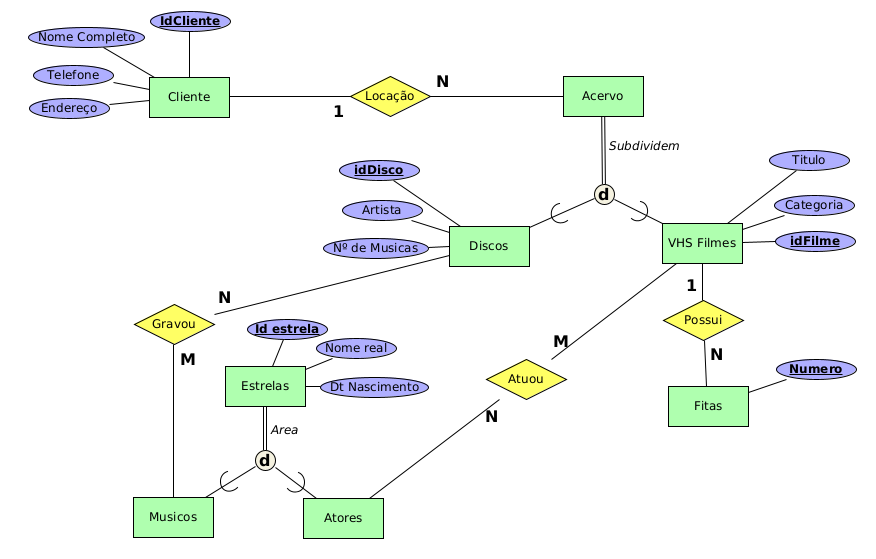 idCliente
Nome Completo
Telefone
Endereço
Cliente
1
Locação
N
Acervo
Subdividem
d
idDisco
Artista
Nº de Musicas
Discos
Titulo
Categoria
idFilme
VHS Filmes
N
Gravou
M
1
Possui
N
Numero
Fitas
Id estrela
Nome real
Dt Nascimento
Estrelas
M
Atuou
N
Area
d
Musicos
Atores